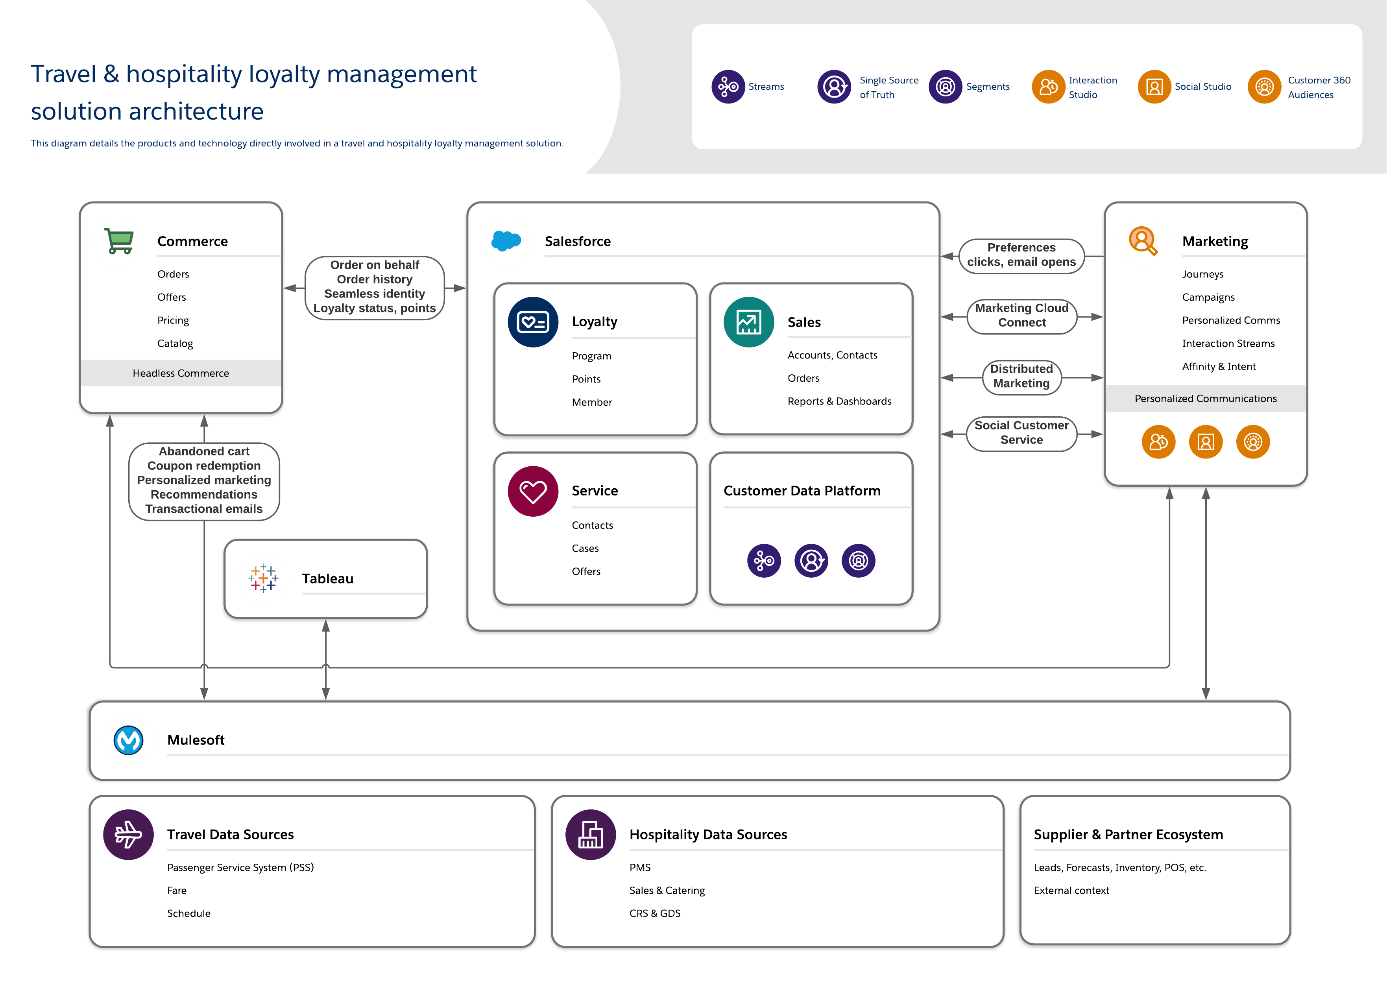 Travel & hospitality loyalty management
solution architecture
This diagram details the products and technology directly involved in a travel and hospitality loyalty management solution.
Streams
Single Source
of Truth
Segments
Interaction
Studio
Social Studio
Customer 360
Audiences
Commerce
Orders
Offers
Pricing
Catalog
Headless Commerce
Order on behalf
Order history
Seamless identity
Loyalty status, points
Salesforce
Loyalty
Program
Points
Member
Sales
Accounts, Contacts
Orders
Reports & Dashboards
Service
Contacts
Cases
Offers
Customer Data Platform
Preferences
clicks, email opens
Marketing Cloud
Connect
Distributed
Marketing
Social Customer
Service
Marketing
Journeys
Campaigns
Personalized Comms
Interaction Streams
Affinity & Intent
Personalized Communications
Abandoned cart
Coupon redemption
Personalized marketing
Recommendations
Transactional emails
Tableau
Mulesoft
Travel Data Sources
Passenger Service System (PSS)
Fare
Schedule
Hospitality Data Sources
PMS
Sales & Catering
CRS & GDS
Supplier & Partner Ecosystem
Leads, Forecasts, Inventory, POS, etc.
External context